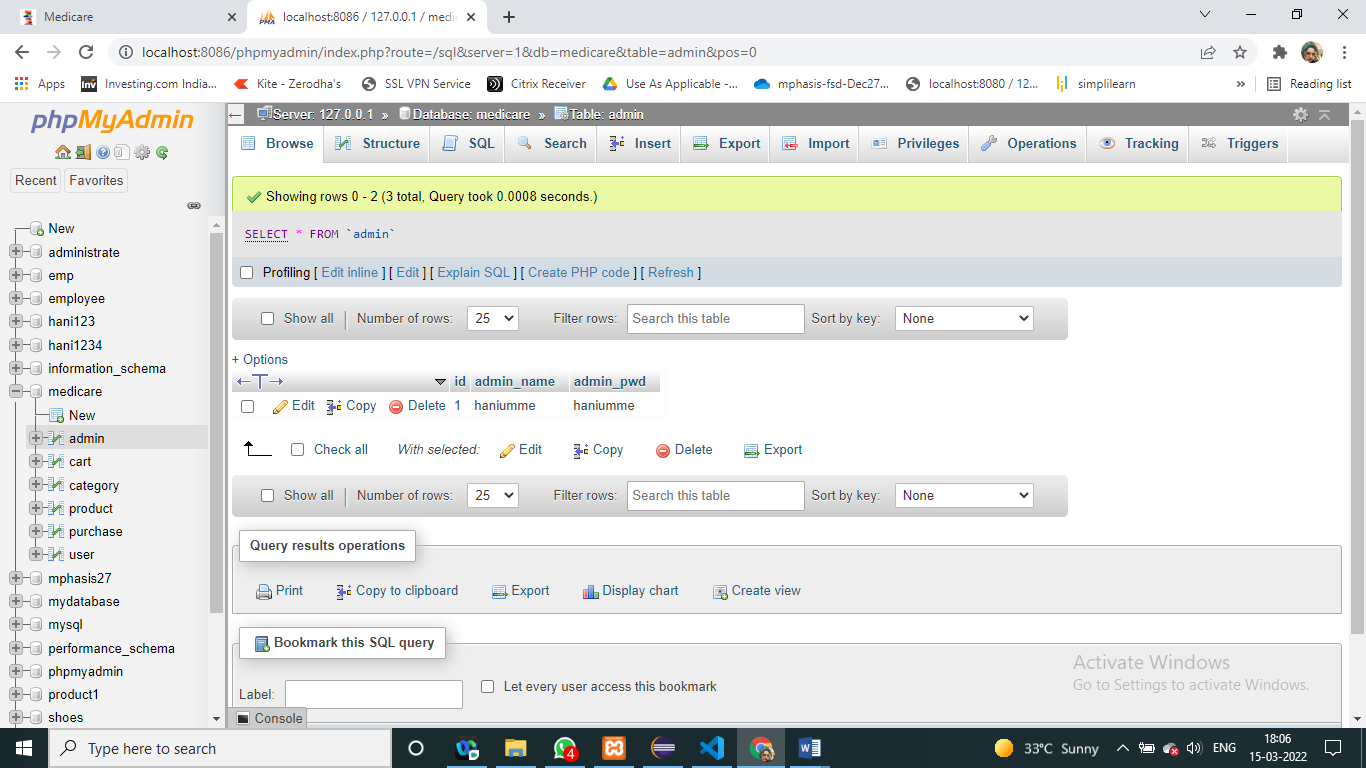 Medicare
localhost:8086 / 127.0.0.1 / medic
localhost:8086/phpmyadmin/index.php?route=/sql&server=1&db=medicare&table=admin&pos=0
Apps Investing.com India... Kite - Zerodha's SSL VPN Service Citrix Receiver Use As Applicable -... mphasis-fsd-Dec27... localhost:8080 / 12... simplilearn » Reading list
phpMyAdmin
Recent Favorites
New
administrate
emp
employee
hani123
hani1234
information_schema
medicare
New
admin
cart
category
product
purchase
user
mphasis27
mydatabase
mysql
performance_schema
phpmyadmin
product1
shoes
Server: 127.0.0.1 » Database: medicare » Table: admin
Browse Structure SQL Search Insert Export Import Privileges Operations Tracking Triggers
Showing rows 0 - 2 (3 total, Query took 0.0008 seconds.)
SELECT * FROM `admin`
Profiling [ Edit inline ] [ Edit ] [ Explain SQL ] [ Create PHP code ] [ Refresh ]
Show all Number of rows: 25 Filter rows: Search this table Sort by key: None
+ Options
id admin_name admin_pwd
Edit Copy Delete 1 haniumme haniumme
Check all With selected: Edit Copy Delete Export
Show all Number of rows: 25 Filter rows: Search this table Sort by key: None
Query results operations
Print Copy to clipboard Export Display chart Create view
Bookmark this SQL query
Label: Let every user access this bookmark
Console
Activate Windows
Go to Settings to activate Windows.
Type here to search
4
33°C Sunny
ENG
18:06
15-03-2022